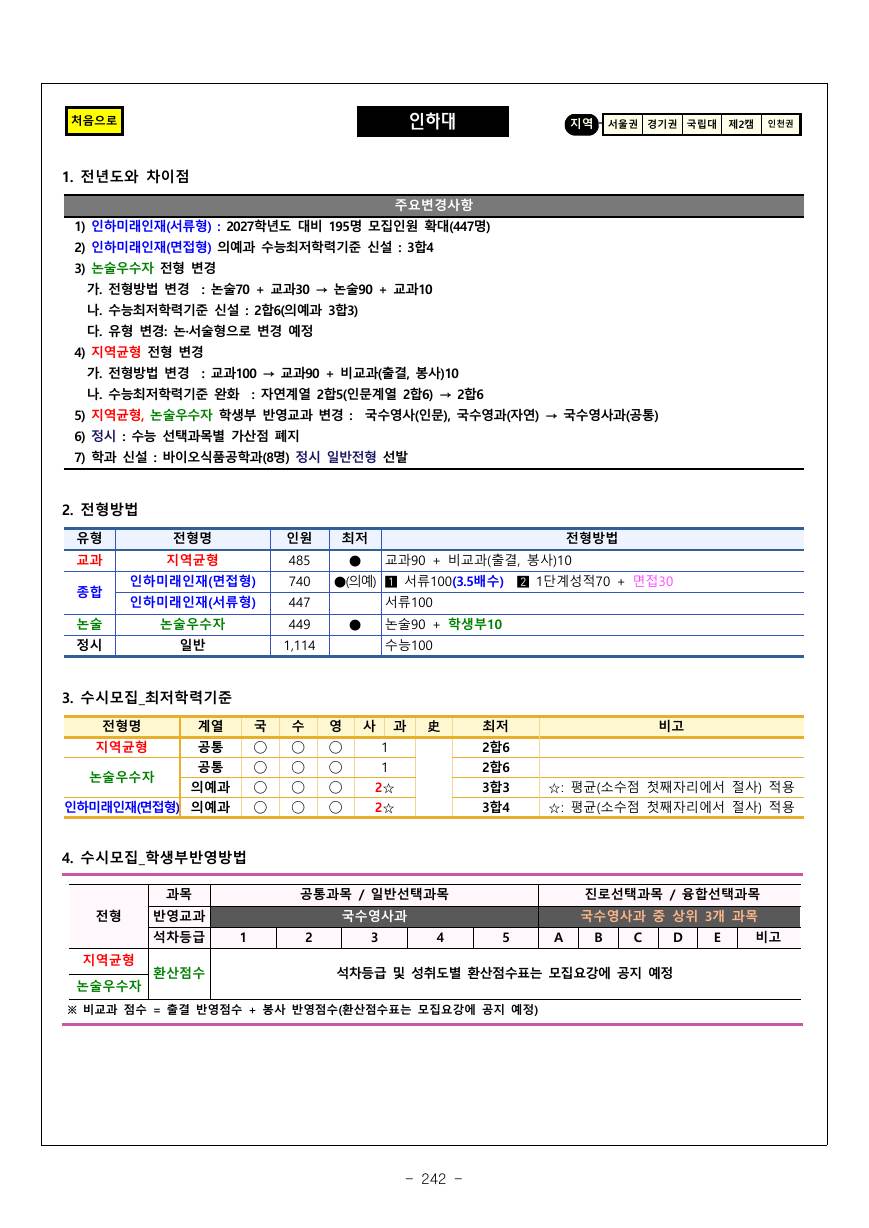 처음으로
인하대
지역 서울권 경기권 국립대 제2캠 인천권
1. 전년도와 차이점
주요변경사항
1) 인하미래인재(서류형) : 2027학년도 대비 195명 모집인원 확대(447명)
2) 인하미래인재(면접형) 의예과 수능최저학력기준 신설 : 3합4
3) 논술우수자 전형 변경
가. 전형방법 변경 : 논술70 + 교과30 → 논술90 + 교과10
나. 수능최저학력기준 신설 : 2합6(의예과 3합3)
다. 유형 변경: 논·서술형으로 변경 예정
4) 지역균형 전형 변경
가. 전형방법 변경 : 교과100 → 교과90 + 비교과(출결, 봉사)10
나. 수능최저학력기준 완화 : 자연계열 2합5(인문계열 2합6) → 2합6
5) 지역균형, 논술우수자 학생부 반영교과 변경 : 국수영사(인문), 국수영과(자연) → 국수영사과(공통)
6) 정시 : 수능 선택과목별 가산점 폐지
7) 학과 신설 : 바이오식품공학과(8명) 정시 일반전형 선발
2. 전형방법
유형 전형명 인원 최저 전형방법
교과 지역균형 485 ● 교과90 + 비교과(출결, 봉사)10
종합 인하미래인재(면접형) 740 ●(의예) 1 서류100(3.5배수) 2 1단계성적70 + 면접30
인하미래인재(서류형) 447 서류100
논술 논술우수자 449 ● 논술90 + 학생부10
정시 일반 1,114 수능100
3. 수시모집_최저학력기준
전형명 계열 국 수 영 사 과 史 최저 비고
지역균형 공통 ○ ○ ○ 1 2합6
논술우수자 공통 ○ ○ ○ 1 2합6
의예과 ○ ○ ○ 2☆ 3합3 ☆: 평균(소수점 첫째자리에서 절사) 적용
인하미래인재(면접형) 의예과 ○ ○ ○ 2☆ 3합4 ☆: 평균(소수점 첫째자리에서 절사) 적용
4. 수시모집_학생부반영방법
전형 과목 공통과목 / 일반선택과목 진로선택과목 / 융합선택과목
반영교과 국수영사과 국수영사과 중 상위 3개 과목
석차등급 1 2 3 4 5 A B C D E 비고
지역균형 환산점수 석차등급 및 성취도별 환산점수표는 모집요강에 공지 예정
논술우수자
※ 비교과 점수 = 출결 반영점수 + 봉사 반영점수(환산점수표는 모집요강에 공지 예정)
- 242 -